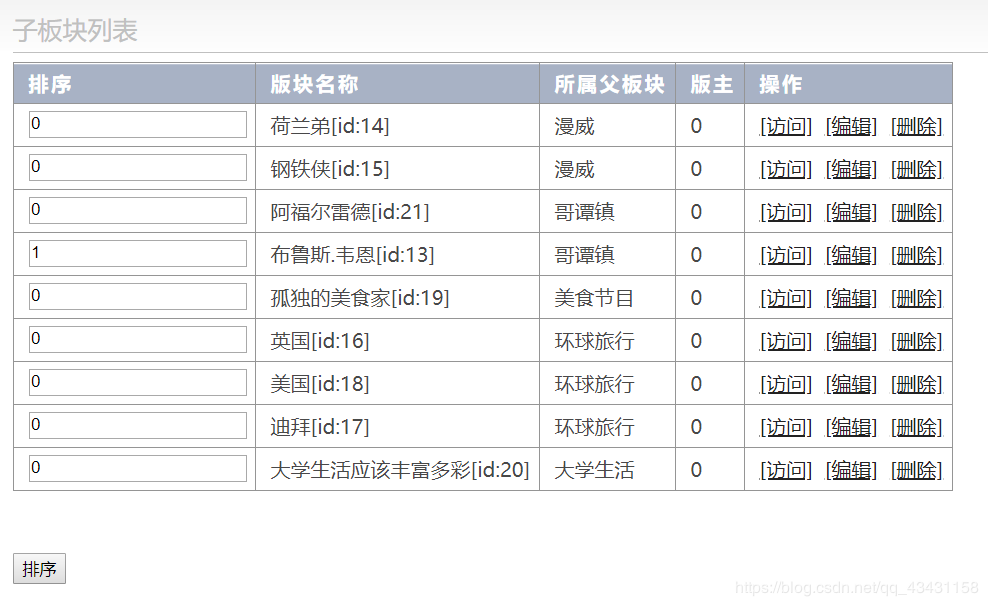 子板块列表
排序 版块名称 所属父板块 版主 操作
0 荷兰弟[id:14] 漫威 0 [访问] [编辑] [删除]
0 钢铁侠[id:15] 漫威 0 [访问] [编辑] [删除]
0 阿福尔雷德[id:21] 哥谭镇 0 [访问] [编辑] [删除]
1 布鲁斯.韦恩[id:13] 哥谭镇 0 [访问] [编辑] [删除]
0 孤独的美食家[id:19] 美食节目 0 [访问] [编辑] [删除]
0 英国[id:16] 环球旅行 0 [访问] [编辑] [删除]
0 美国[id:18] 环球旅行 0 [访问] [编辑] [删除]
0 迪拜[id:17] 环球旅行 0 [访问] [编辑] [删除]
0 大学生活应该丰富多彩[id:20] 大学生活 0 [访问] [编辑] [删除]
排序
https://blog.csdn.net/qq_43431158